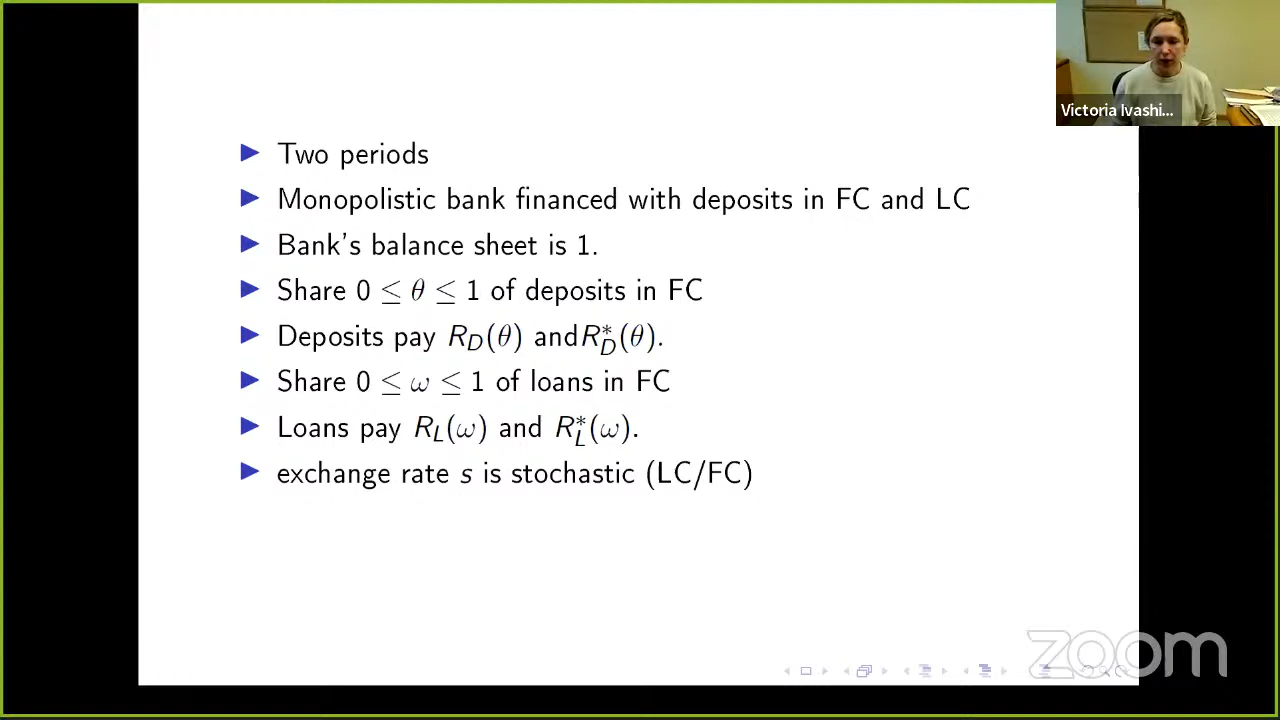 Victoria Ivashi...
▶ Two periods
▶ Monopolistic bank financed with deposits in FC and LC
▶ Bank's balance sheet is 1.
▶ Share 0 ≤ θ ≤ 1 of deposits in FC
▶ Deposits pay R_D(θ) andR*_D(θ).
▶ Share 0 ≤ ω ≤ 1 of loans in FC
▶ Loans pay R_L(ω) and R*_L(ω).
▶ exchange rate s is stochastic (LC/FC)
zoom